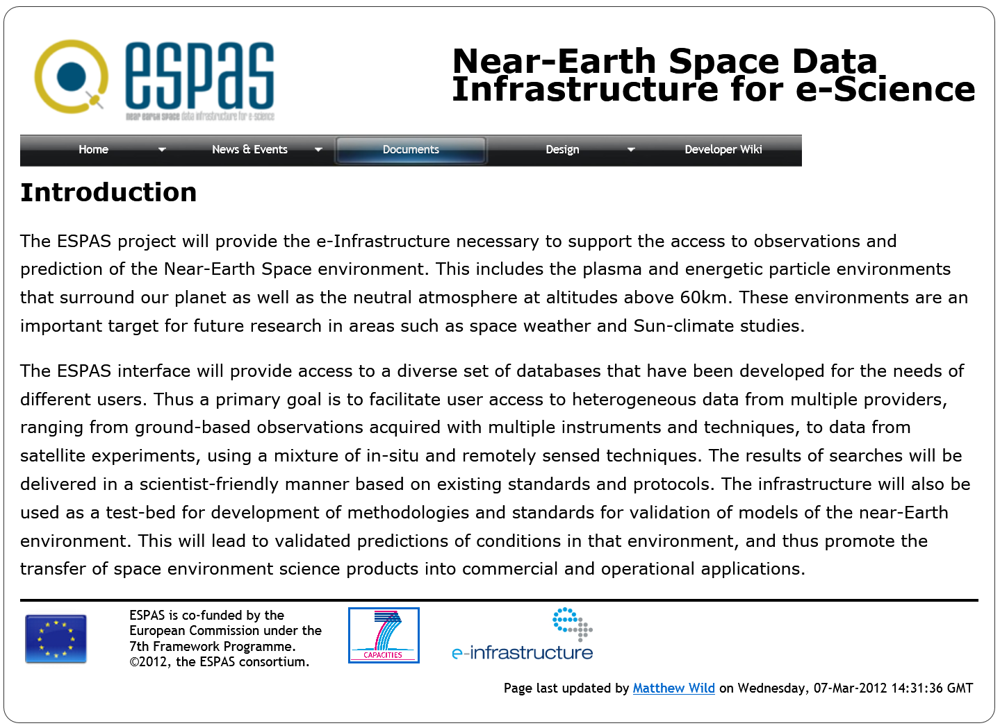 espas
near earth space data infrastructure for e-science
Near-Earth Space Data
Infrastructure for e-Science
Home
News & Events
Documents
Design
Developer Wiki
Introduction
The ESPAS project will provide the e-Infrastructure necessary to support the access to observations and
prediction of the Near-Earth Space environment. This includes the plasma and energetic particle environments
that surround our planet as well as the neutral atmosphere at altitudes above 60km. These environments are an
important target for future research in areas such as space weather and Sun-climate studies.
The ESPAS interface will provide access to a diverse set of databases that have been developed for the needs of
different users. Thus a primary goal is to facilitate user access to heterogeneous data from multiple providers,
ranging from ground-based observations acquired with multiple instruments and techniques, to data from
satellite experiments, using a mixture of in-situ and remotely sensed techniques. The results of searches will be
delivered in a scientist-friendly manner based on existing standards and protocols. The infrastructure will also be
used as a test-bed for development of methodologies and standards for validation of models of the near-Earth
environment. This will lead to validated predictions of conditions in that environment, and thus promote the
transfer of space environment science products into commercial and operational applications.
ESPAS is co-funded by the
European Commission under the
7th Framework Programme.
©2012, the ESPAS consortium.
7
CAPACITIES
e-infrastructure
Page last updated by Matthew Wild on Wednesday, 07-Mar-2012 14:31:36 GMT